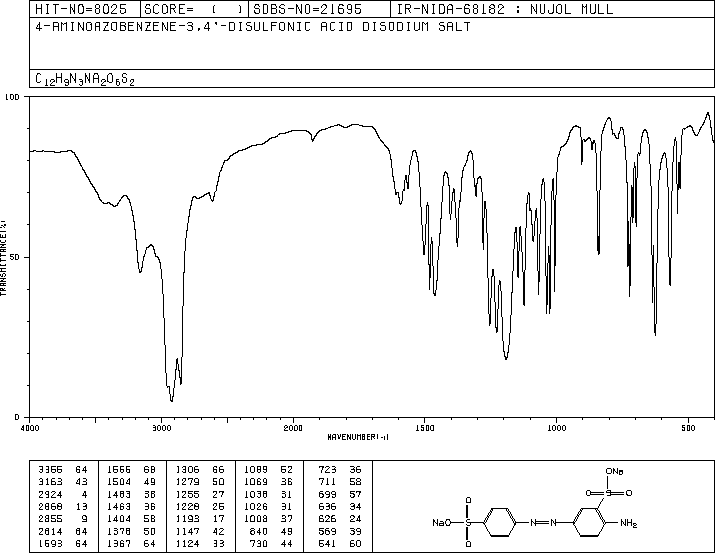 HIT-NO=8025 SCORE= ( ) SDBS-NO=21695 IR-NIDA-68182 : NUJOL MULL
4-AMINOAZOBENZENE-3,4'-DISULFONIC ACID DISODIUM SALT
C12H9N3NA2O6S2
100
50
0
TRANSMITTANCE(%)
4000 3000 2000 1500 1000 500
WAVENUMBER(-1)
3355 64 1566 68 1306 66 1089 52 723 36
3163 43 1504 49 1279 50 1069 36 711 58
2924 4 1483 38 1255 27 1038 31 699 57
2868 13 1463 36 1228 25 1026 31 636 34
2855 9 1404 58 1193 17 1008 37 626 24
2614 64 1378 50 1147 42 840 49 569 39
1593 64 1367 64 1124 33 730 44 541 60
ONa
O S O
O
NaO S N N NH2
O